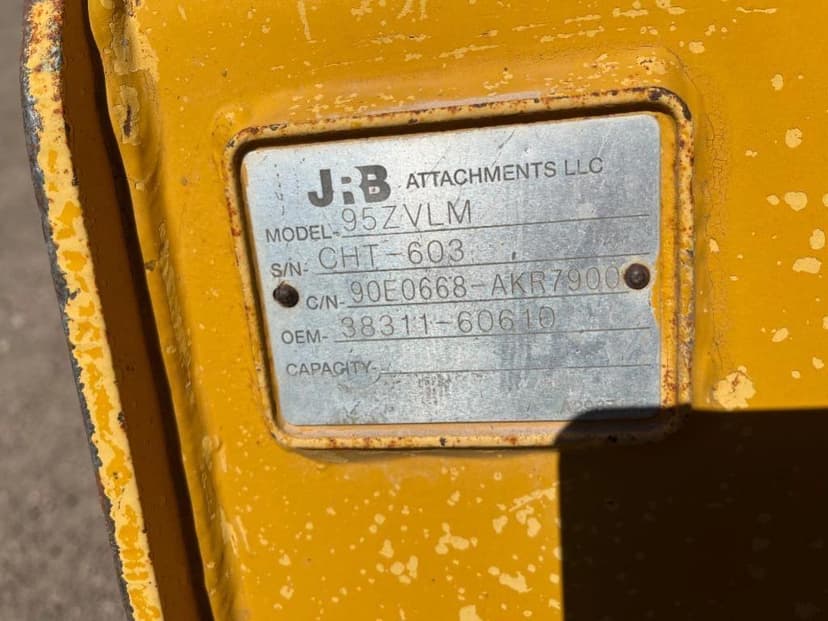 JRB ATTACHMENTS LLC
MODEL- 95ZVLM
S/N- CHT-603
C/N- 90E0668-AKR7900
OEM- 38311-60610
CAPACITY-